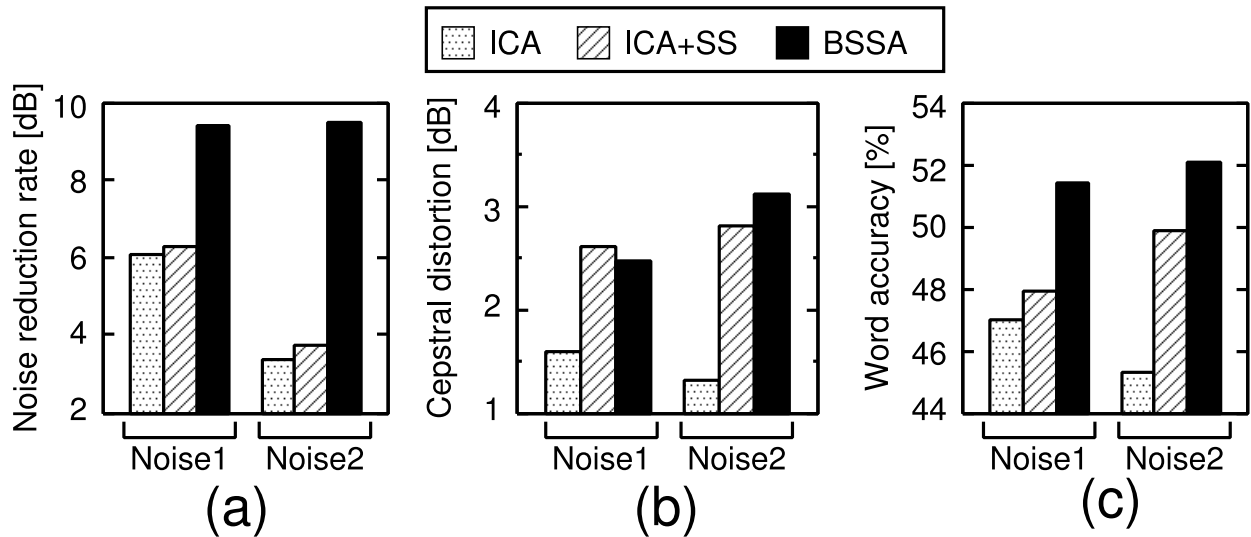 ICA ICA+SS BSSA
Noise reduction rate [dB]
10
8
6
4
2
Noise1 Noise2
(a)
Cepstral distortion [dB]
4
3
2
1
Noise1 Noise2
(b)
Word accuracy [%]
54
52
50
48
46
44
Noise1 Noise2
(c)